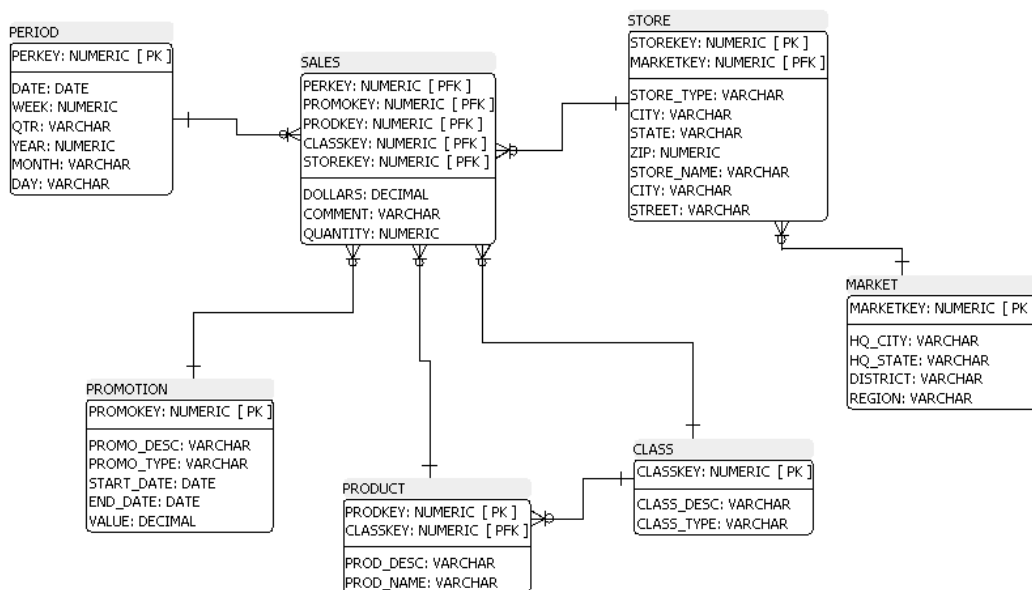 PERIOD
PERKEY: NUMERIC [ PK ]
DATE: DATE
WEEK: NUMERIC
QTR: VARCHAR
YEAR: NUMERIC
MONTH: VARCHAR
DAY: VARCHAR
SALES
PERKEY: NUMERIC [ PFK ]
PROMOKEY: NUMERIC [ PFK ]
PRODKEY: NUMERIC [ PFK ]
CLASSKEY: NUMERIC [ PFK ]
STOREKEY: NUMERIC [ PFK ]
DOLLARS: DECIMAL
COMMENT: VARCHAR
QUANTITY: NUMERIC
STORE
STOREKEY: NUMERIC [ PK ]
MARKETKEY: NUMERIC [ PFK ]
STORE_TYPE: VARCHAR
CITY: VARCHAR
STATE: VARCHAR
ZIP: NUMERIC
STORE_NAME: VARCHAR
CITY: VARCHAR
STREET: VARCHAR
MARKET
MARKETKEY: NUMERIC [ PK
HQ_CITY: VARCHAR
HQ_STATE: VARCHAR
DISTRICT: VARCHAR
REGION: VARCHAR
PROMOTION
PROMOKEY: NUMERIC [ PK ]
PROMO_DESC: VARCHAR
PROMO_TYPE: VARCHAR
START_DATE: DATE
END_DATE: DATE
VALUE: DECIMAL
PRODUCT
PRODKEY: NUMERIC [ PK ]
CLASSKEY: NUMERIC [ PFK ]
PROD_DESC: VARCHAR
PROD_NAME: VARCHAR
CLASS
CLASSKEY: NUMERIC [ PK ]
CLASS_DESC: VARCHAR
CLASS_TYPE: VARCHAR